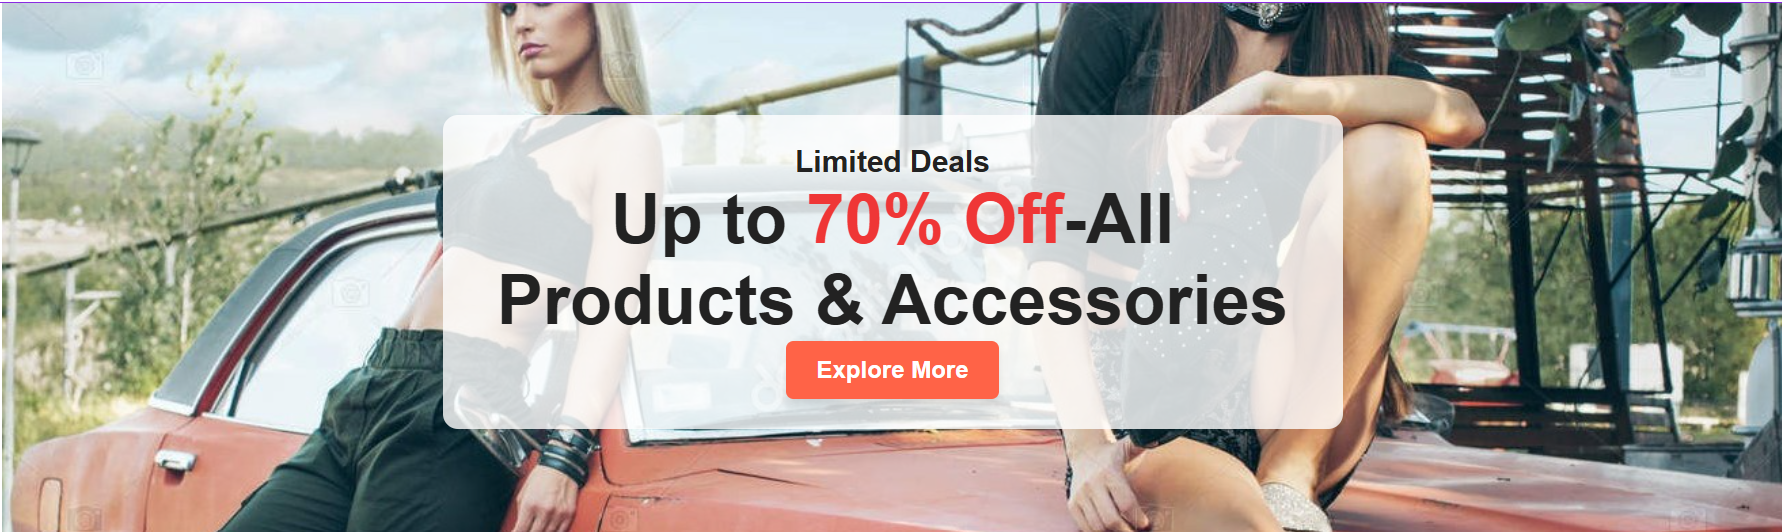 Limited Deals
Up to 70% Off-All
Products & Accessories
Explore More